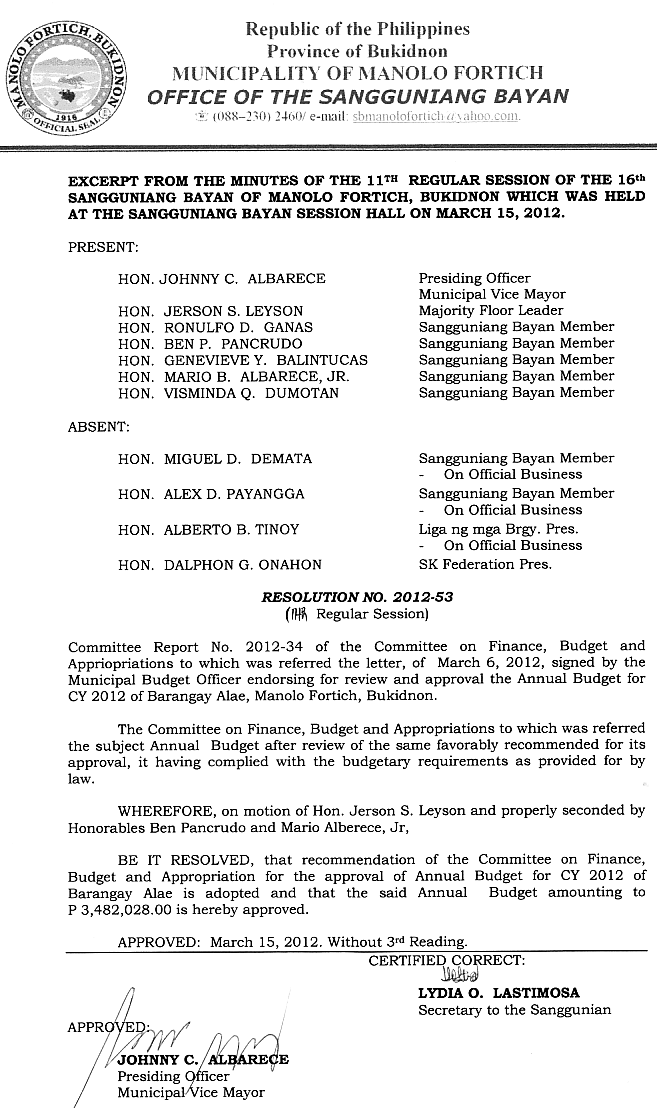 MANOLO FORTICH, BUKIDNON
1916
OFFICIAL SEAL
Republic of the Philippines
Province of Bukidnon
MUNICIPALITY OF MANOLO FORTICH
OFFICE OF THE SANGGUNIANG BAYAN
☏ (088–230) 2460/ e-mail: sbmanolofortich@yahoo.com.
EXCERPT FROM THE MINUTES OF THE 11TH REGULAR SESSION OF THE 16th
SANGGUNIANG BAYAN OF MANOLO FORTICH, BUKIDNON WHICH WAS HELD
AT THE SANGGUNIANG BAYAN SESSION HALL ON MARCH 15, 2012.
PRESENT:
HON. JOHNNY C. ALBARECE Presiding Officer
Municipal Vice Mayor
HON. JERSON S. LEYSON Majority Floor Leader
HON. RONULFO D. GANAS Sangguniang Bayan Member
HON. BEN P. PANCRUDO Sangguniang Bayan Member
HON. GENEVIEVE Y. BALINTUCAS Sangguniang Bayan Member
HON. MARIO B. ALBARECE, JR. Sangguniang Bayan Member
HON. VISMINDA Q. DUMOTAN Sangguniang Bayan Member
ABSENT:
HON. MIGUEL D. DEMATA Sangguniang Bayan Member
- On Official Business
HON. ALEX D. PAYANGGA Sangguniang Bayan Member
- On Official Business
HON. ALBERTO B. TINOY Liga ng mga Brgy. Pres.
- On Official Business
HON. DALPHON G. ONAHON SK Federation Pres.
RESOLUTION NO. 2012-53
( Regular Session)
Committee Report No. 2012-34 of the Committee on Finance, Budget and
Appriopriations to which was referred the letter, of March 6, 2012, signed by the
Municipal Budget Officer endorsing for review and approval the Annual Budget for
CY 2012 of Barangay Alae, Manolo Fortich, Bukidnon.
The Committee on Finance, Budget and Appropriations to which was referred
the subject Annual Budget after review of the same favorably recommended for its
approval, it having complied with the budgetary requirements as provided for by
law.
WHEREFORE, on motion of Hon. Jerson S. Leyson and properly seconded by
Honorables Ben Pancrudo and Mario Alberece, Jr,
BE IT RESOLVED, that recommendation of the Committee on Finance,
Budget and Appropriation for the approval of Annual Budget for CY 2012 of
Barangay Alae is adopted and that the said Annual Budget amounting to
P 3,482,028.00 is hereby approved.
APPROVED: March 15, 2012. Without 3rd Reading.
CERTIFIED CORRECT:
LYDIA O. LASTIMOSA
Secretary to the Sanggunian
APPROVED:
JOHNNY C. ALBARECE
Presiding Officer
Municipal Vice Mayor